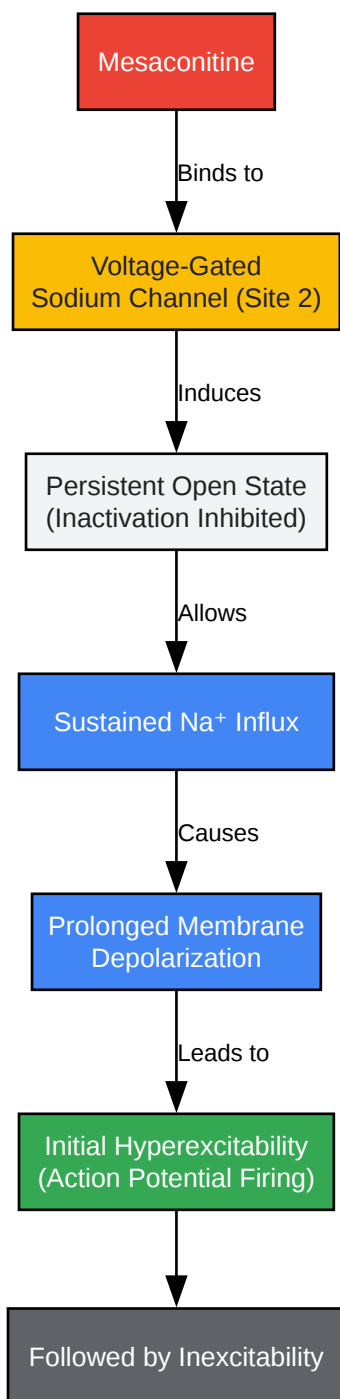 Mesaconitine
Binds to
Voltage-Gated
Sodium Channel (Site 2)
Induces
Persistent Open State
(Inactivation Inhibited)
Allows
Sustained Na⁺ Influx
Causes
Prolonged Membrane
Depolarization
Leads to
Initial Hyperexcitability
(Action Potential Firing)
Followed by Inexcitability